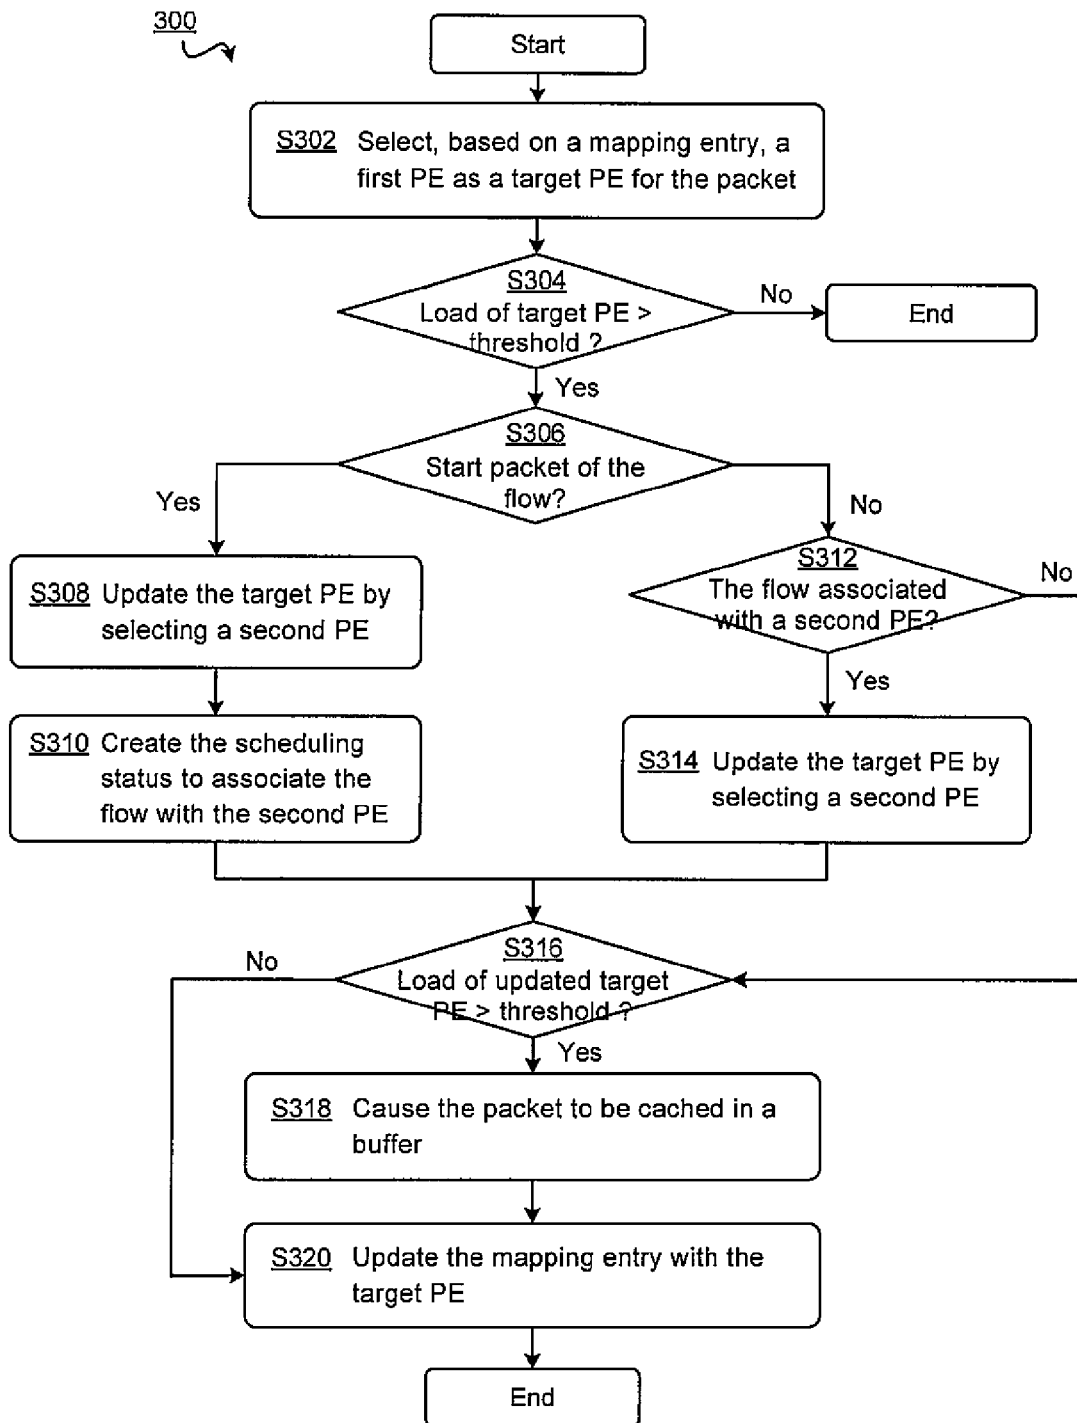 300
Start
S302 Select, based on a mapping entry, a
first PE as a target PE for the packet
S304
Load of target PE >
threshold ?
No
End
Yes
S306
Start packet of the
flow?
Yes
No
S308 Update the target PE by
selecting a second PE
S312
The flow associated
with a second PE?
No
Yes
S310 Create the scheduling
status to associate the
flow with the second PE
S314 Update the target PE by
selecting a second PE
S316
Load of updated target
PE > threshold ?
No
Yes
S318 Cause the packet to be cached in a
buffer
S320 Update the mapping entry with the
target PE
End